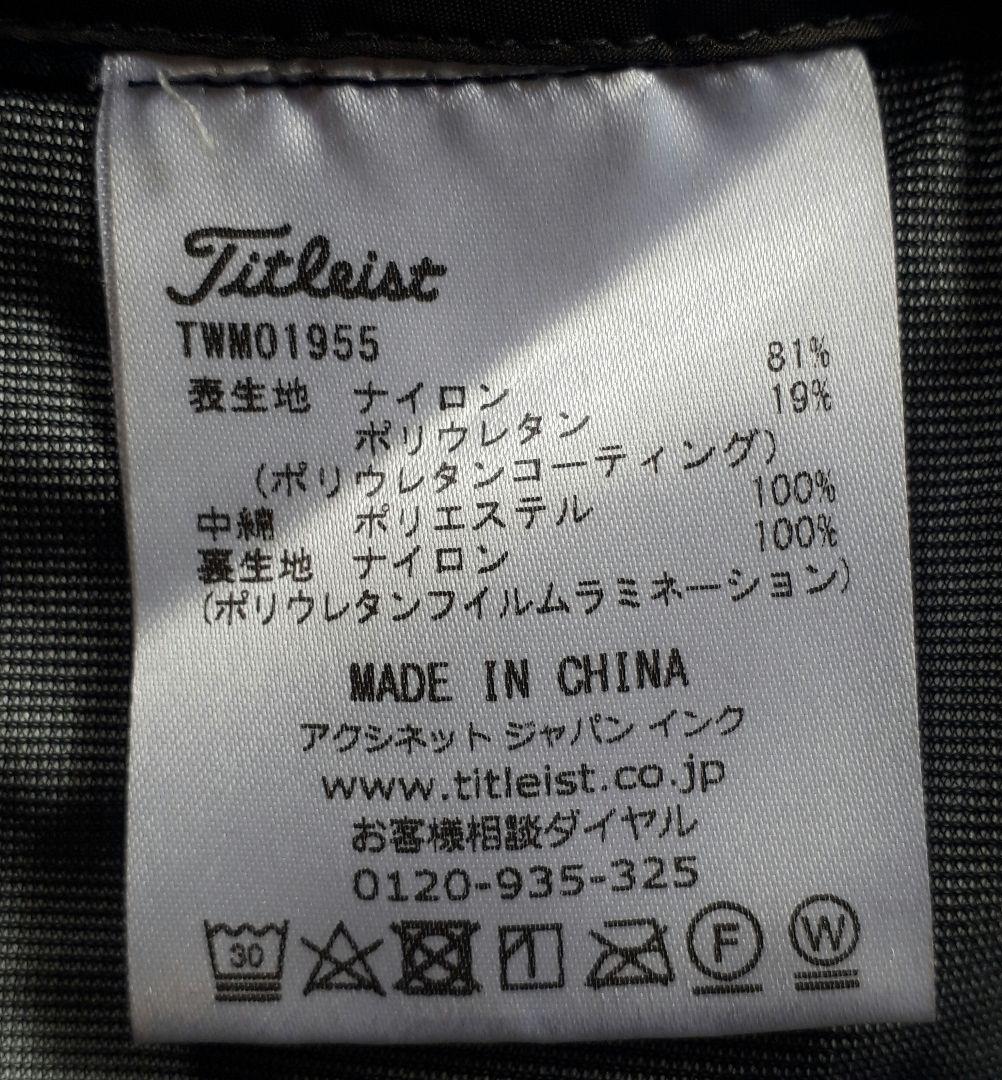 Titleist
TWMO1955
表生地 ナイロン 81%
ポリウレタン 19%
(ポリウレタンコーティング)
中綿 ポリエステル 100%
裏生地 ナイロン 100%
(ポリウレタンフイルムラミネーション)
MADE IN CHINA
アクシネット ジャパン インク
www.titleist.co.jp
お客様相談ダイヤル
0120-935-325
30 F W